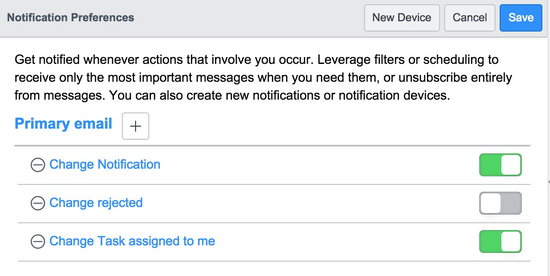 Notification Preferences
New Device
Cancel
Save
Get notified whenever actions that involve you occur. Leverage filters or scheduling to
receive only the most important messages when you need them, or unsubscribe entirely
from messages. You can also create new notifications or notification devices.
Primary email +
Change Notification
Change rejected
Change Task assigned to me